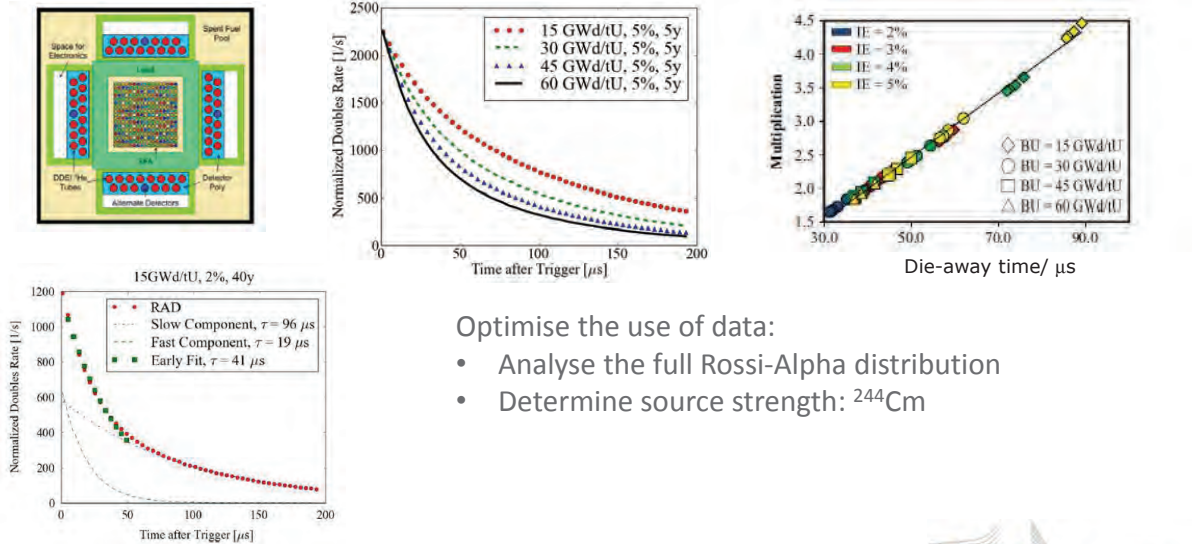 Space for
Electronics
Spent Fuel
Pool
Lead
SFA
DDSI ³He
Tubes
Detector
Poly
Alternate Detectors
Normalized Doubles Rate [1/s]
2500
2000
1500
1000
500
0
15 GWd/tU, 5%, 5y
30 GWd/tU, 5%, 5y
45 GWd/tU, 5%, 5y
60 GWd/tU, 5%, 5y
0 50 100 150 200
Time after Trigger [μs]
Multiplication
4.5
4.0
3.5
3.0
2.5
2.0
1.5
IE = 2%
IE = 3%
IE = 4%
IE = 5%
BU = 15 GWd/tU
BU = 30 GWd/tU
BU = 45 GWd/tU
BU = 60 GWd/tU
30.0 50.0 70.0 90.0
Die-away time/ μs
15GWd/tU, 2%, 40y
Normalized Doubles Rate [1/s]
1200
1000
800
600
400
200
0
RAD
Slow Component, τ = 96 μs
Fast Component, τ = 19 μs
Early Fit, τ = 41 μs
0 50 100 150 200
Time after Trigger [μs]
Optimise the use of data:
• Analyse the full Rossi-Alpha distribution
• Determine source strength: ²⁴⁴Cm